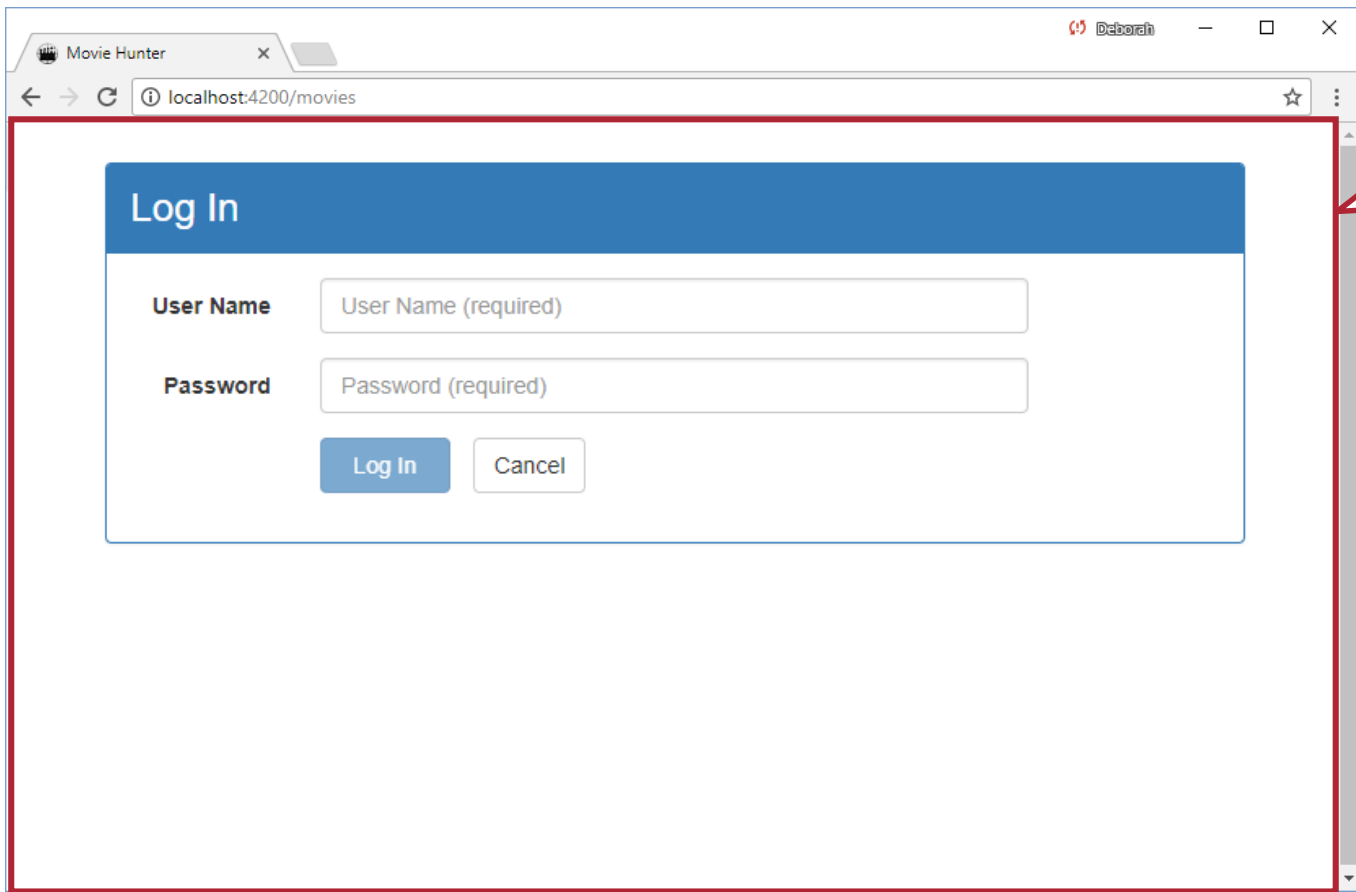 Deborah
Movie Hunter
localhost:4200/movies
Log In
User Name User Name (required)
Password Password (required)
Log In Cancel